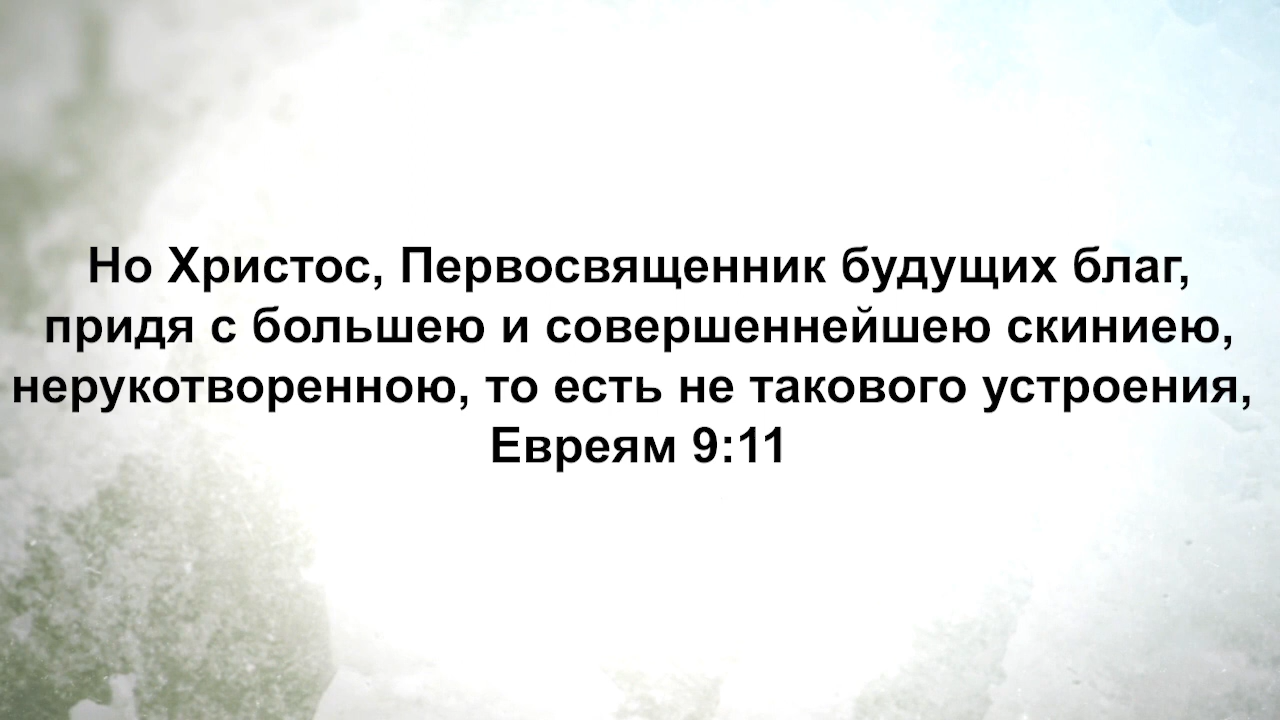 Но Христос, Первосвященник будущих благ,
придя с большею и совершеннейшею скиниею,
нерукотворенною, то есть не такового устроения,
Евреям 9:11